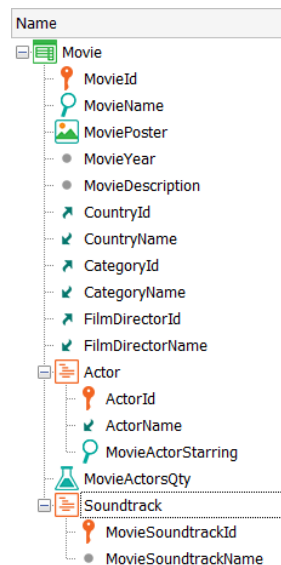 Name
Movie
MovieId
MovieName
MoviePoster
MovieYear
MovieDescription
CountryId
CountryName
CategoryId
CategoryName
FilmDirectorId
FilmDirectorName
Actor
ActorId
ActorName
MovieActorStarring
MovieActorsQty
Soundtrack
MovieSoundtrackId
MovieSoundtrackName